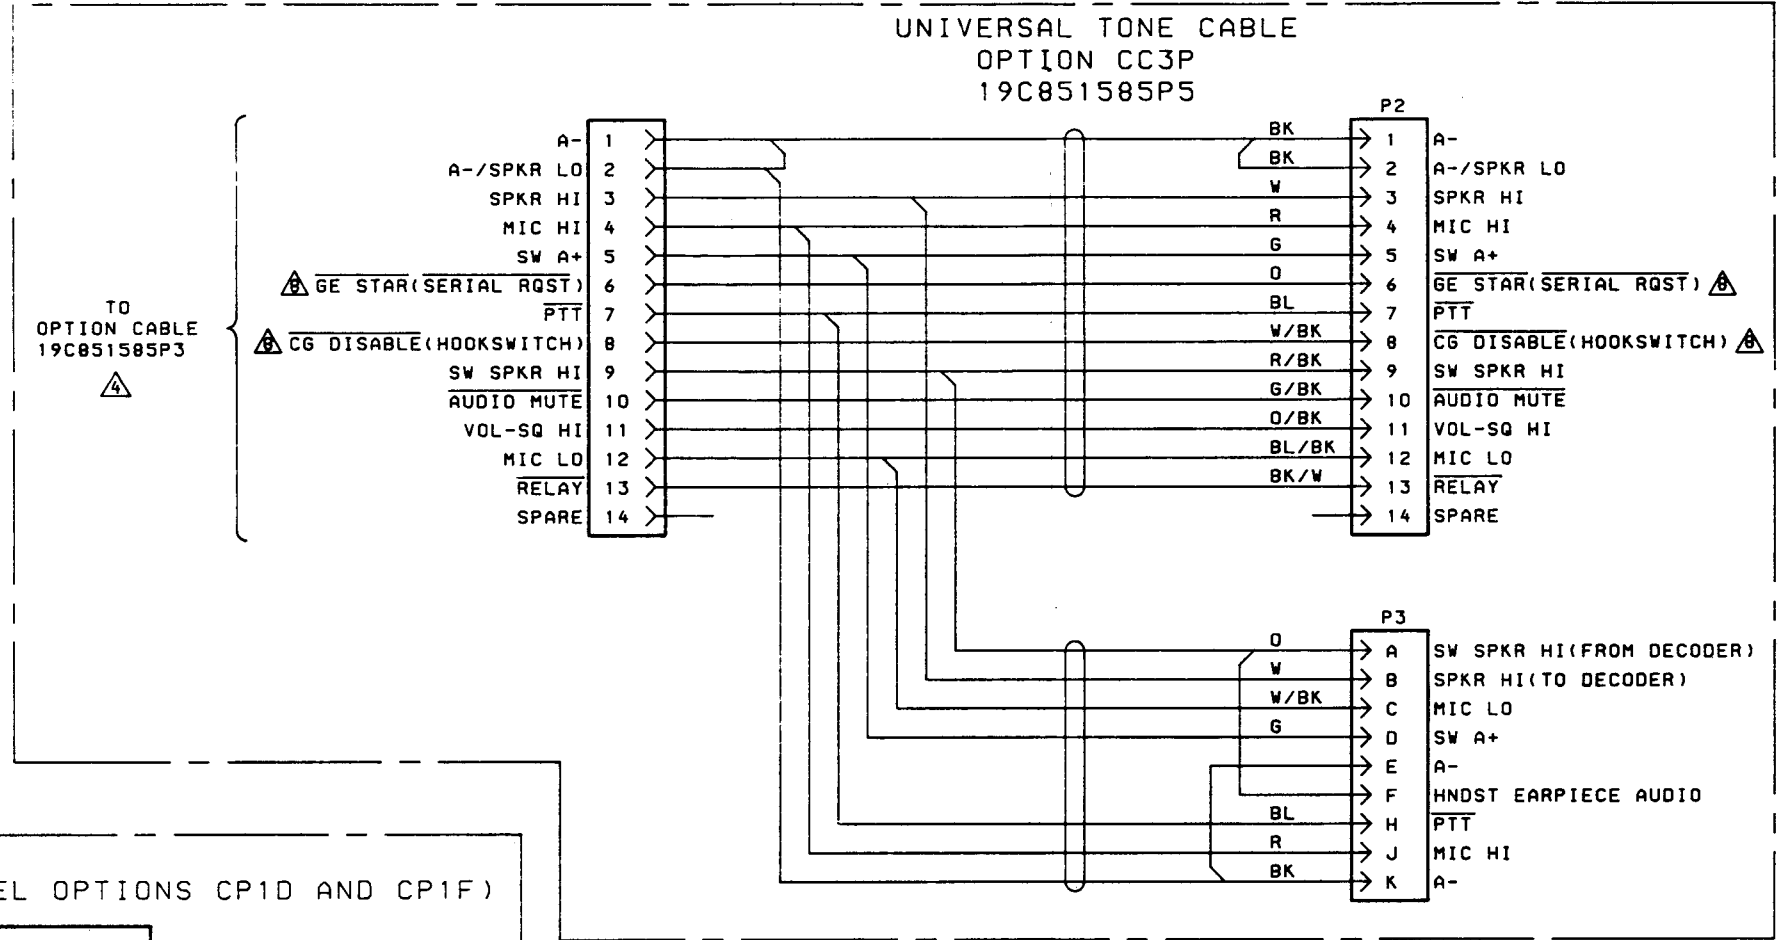 UNIVERSAL TONE CABLE
OPTION CC3P
19C851585P5
TO
OPTION CABLE
19C851585P3
4
A- 1
A-/SPKR LO 2
SPKR HI 3
MIC HI 4
SW A+ 5
8 GE STAR(SERIAL RQST) 6
PTT 7
8 CG DISABLE(HOOKSWITCH) 8
SW SPKR HI 9
AUDIO MUTE 10
VOL-SQ HI 11
MIC LO 12
RELAY 13
SPARE 14
P2
BK 1 A-
BK 2 A-/SPKR LO
W 3 SPKR HI
R 4 MIC HI
G 5 SW A+
O 6 GE STAR(SERIAL RQST) 8
BL 7 PTT
W/BK 8 CG DISABLE(HOOKSWITCH) 8
R/BK 9 SW SPKR HI
G/BK 10 AUDIO MUTE
O/BK 11 VOL-SQ HI
BL/BK 12 MIC LO
BK/W 13 RELAY
14 SPARE
P3
O A SW SPKR HI(FROM DECODER)
W B SPKR HI(TO DECODER)
W/BK C MIC LO
G D SW A+
E A-
F HNDST EARPIECE AUDIO
BL H PTT
R J MIC HI
BK K A-
EL OPTIONS CP1D AND CP1F)